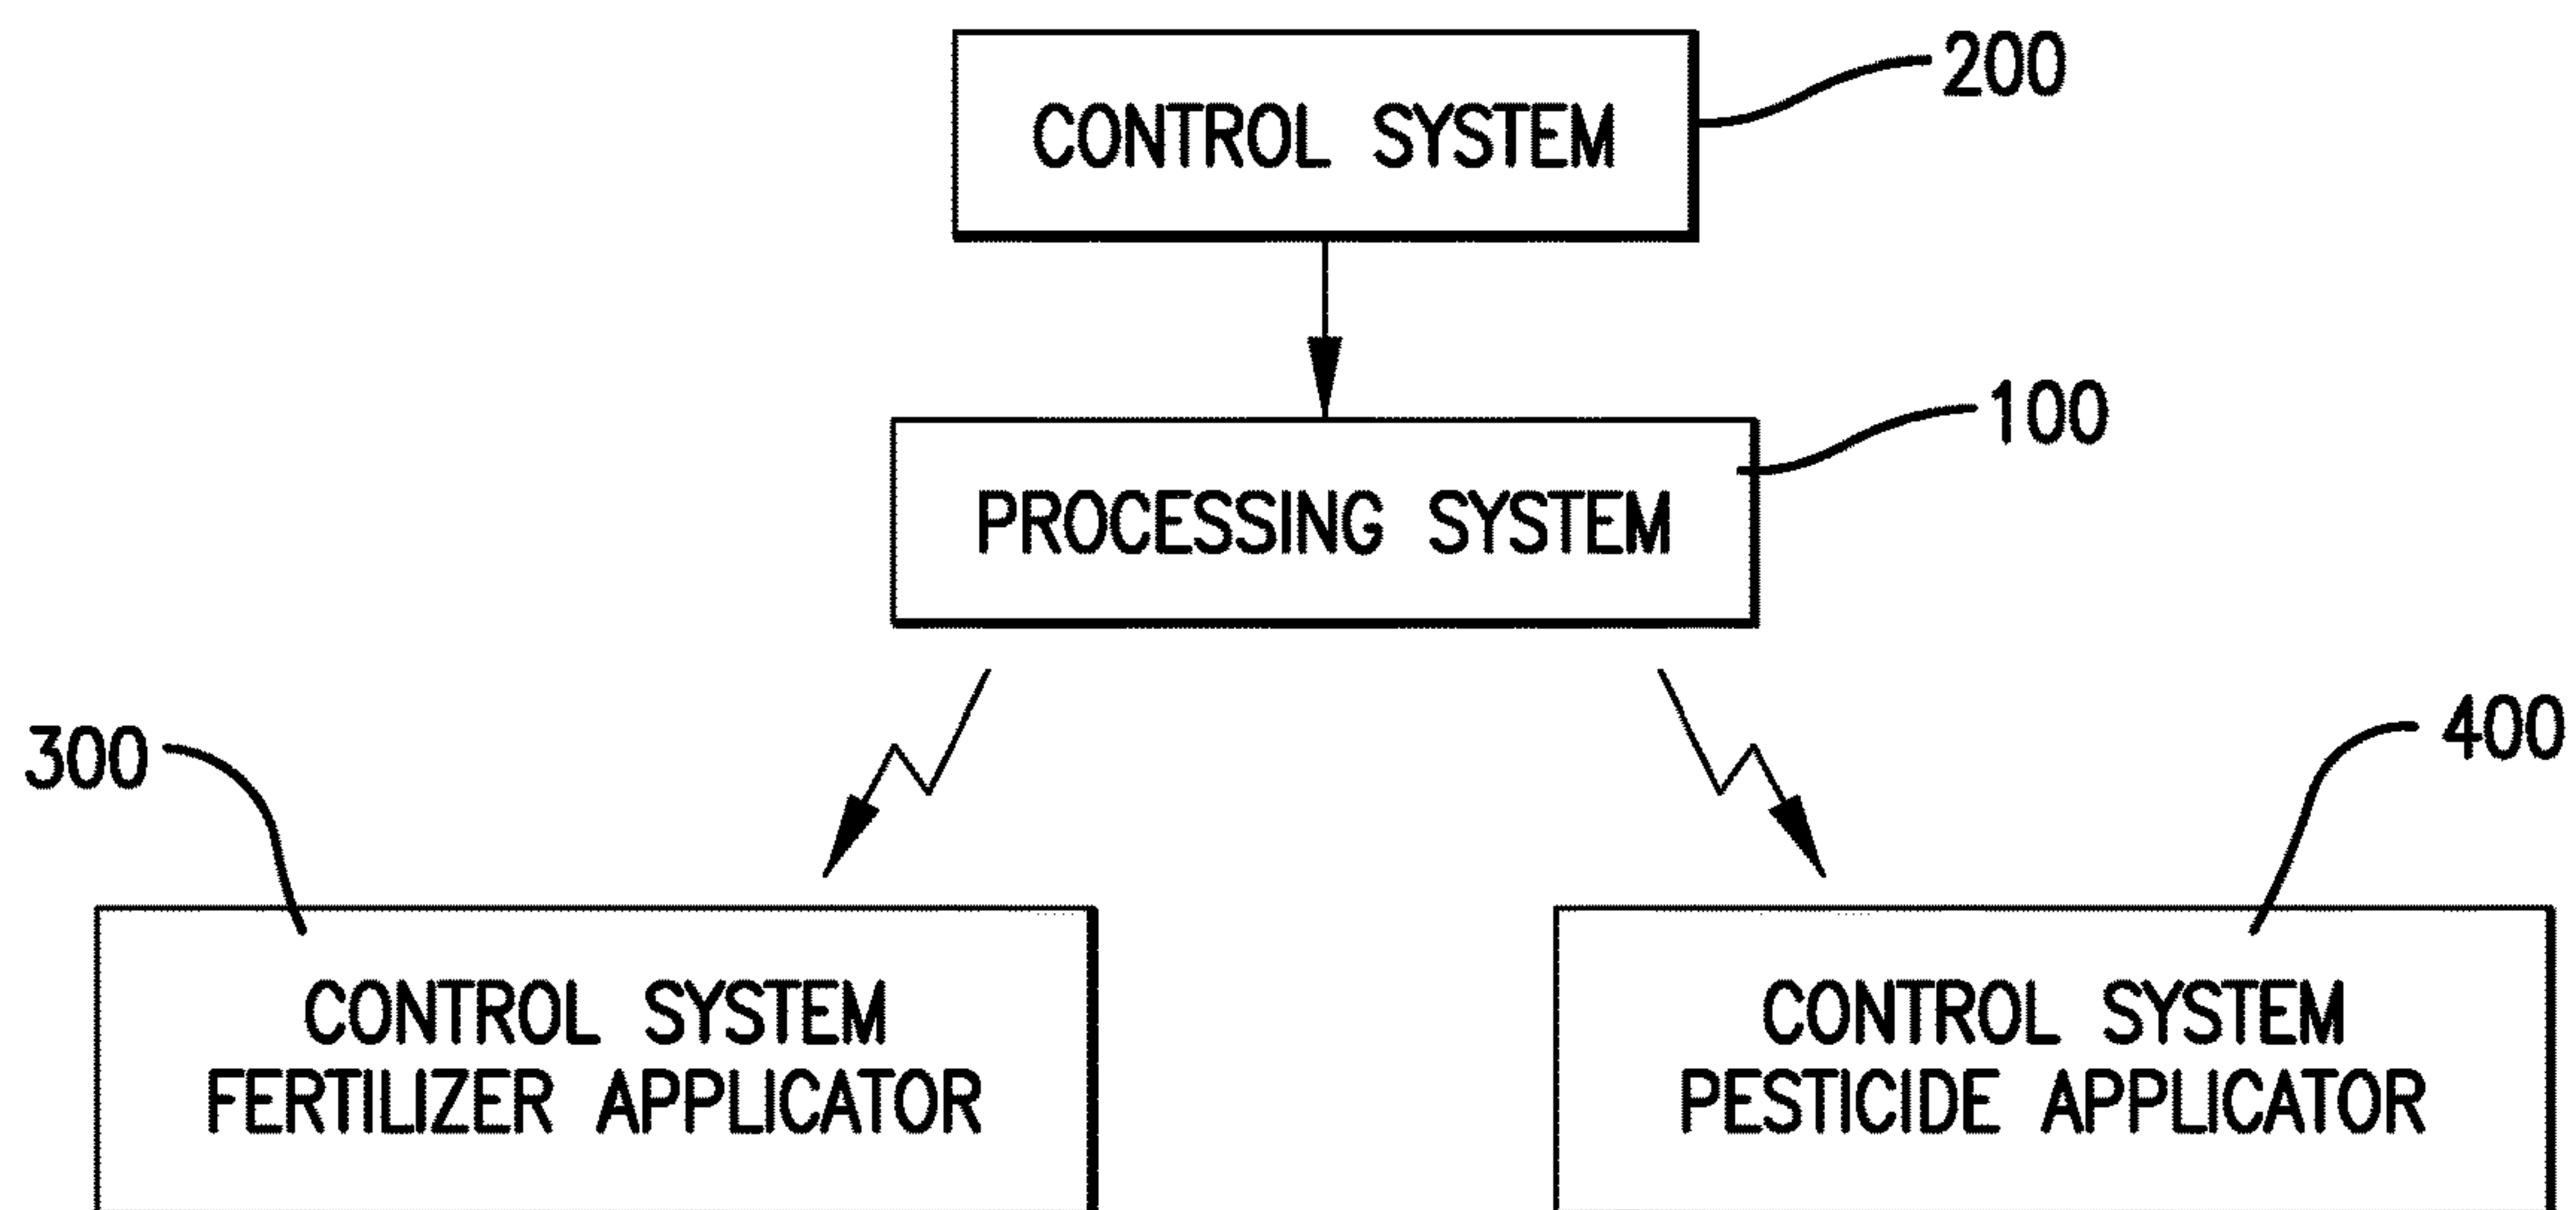 CONTROL SYSTEM
200
PROCESSING SYSTEM
100
300
400
CONTROL SYSTEM
FERTILIZER APPLICATOR
CONTROL SYSTEM
PESTICIDE APPLICATOR